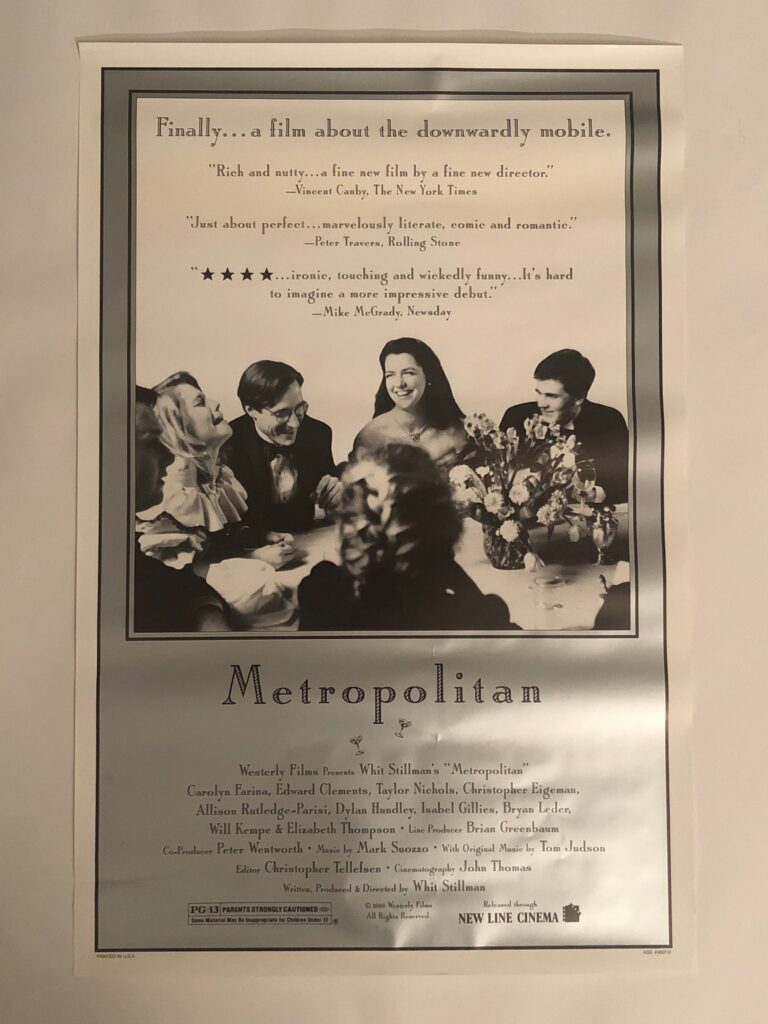 Finally...a film about the downwardly mobile.
"Rich and nutty...a fine new film by a fine new director."
—Vincent Canby, The New York Times
"Just about perfect...marvelously literate, comic and romantic."
—Peter Travers, Rolling Stone
"★★★★...ironic, touching and wickedly funny...It's hard
to imagine a more impressive debut."
—Mike McGrady, Newsday
Metropolitan
Westerly Films Presents Whit Stillman's "Metropolitan"
Carolyn Farina, Edward Clements, Taylor Nichols, Christopher Eigeman,
Allison Rutledge-Parisi, Dylan Hundley, Isabel Gillies, Bryan Leder,
Will Kempe & Elizabeth Thompson • Line Producer Brian Greenbaum
Co-Producer Peter Wentworth • Music by Mark Suozzo • With Original Music by Tom Judson
Editor Christopher Tellefsen • Cinematography John Thomas
Written, Produced & Directed by Whit Stillman
PG-13 PARENTS STRONGLY CAUTIONED
Some Material May Be Inappropriate for Children Under 13
®
© 1990 Westerly Films
All Rights Reserved.
Released through
NEW LINE CINEMA
PRINTED IN U.S.A.